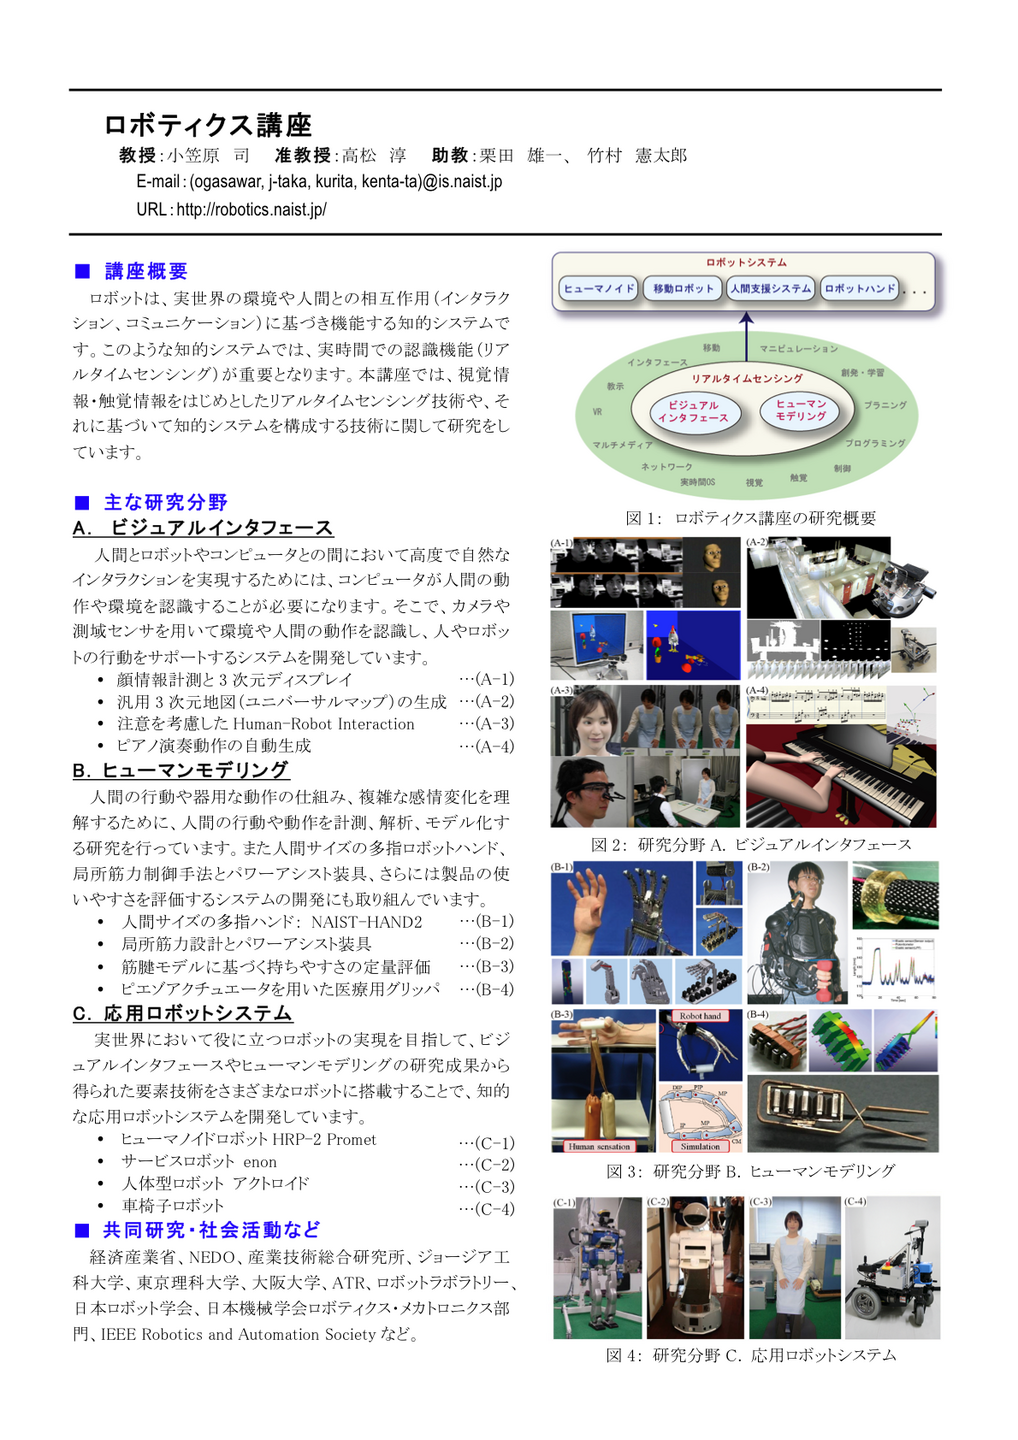 ロボティクス講座
教授:小笠原 司 准教授:高松 淳 助教:栗田 雄一、 竹村 憲太郎
E-mail:(ogasawar, j-taka, kurita, kenta-ta)@is.naist.jp
URL:http://robotics.naist.jp/
■ 講座概要
ロボットは、実世界の環境や人間との相互作用(インタラク
ション、コミュニケーション)に基づき機能する知的システムで
す。このような知的システムでは、実時間での認識機能(リア
ルタイムセンシング)が重要となります。本講座では、視覚情
報・触覚情報をはじめとしたリアルタイムセンシング技術や、そ
れに基づいて知的システムを構成する技術に関して研究をし
ています。
■ 主な研究分野
A. ビジュアルインタフェース
人間とロボットやコンピュータとの間において高度で自然な
インタラクションを実現するためには、コンピュータが人間の動
作や環境を認識することが必要になります。そこで、カメラや
測域センサを用いて環境や人間の動作を認識し、人やロボッ
トの行動をサポートするシステムを開発しています。
• 顔情報計測と3次元ディスプレイ …(A-1)
• 汎用3次元地図(ユニバーサルマップ)の生成 …(A-2)
• 注意を考慮したHuman-Robot Interaction …(A-3)
• ピアノ演奏動作の自動生成 …(A-4)
B. ヒューマンモデリング
人間の行動や器用な動作の仕組み、複雑な感情変化を理
解するために、人間の行動や動作を計測、解析、モデル化す
る研究を行っています。また人間サイズの多指ロボットハンド、
局所筋力制御手法とパワーアシスト装具、さらには製品の使
いやすさを評価するシステムの開発にも取り組んでいます。
• 人間サイズの多指ハンド: NAIST-HAND2 …(B-1)
• 局所筋力設計とパワーアシスト装具 …(B-2)
• 筋腱モデルに基づく持ちやすさの定量評価 …(B-3)
• ピエゾアクチュエータを用いた医療用グリッパ …(B-4)
C. 応用ロボットシステム
実世界において役に立つロボットの実現を目指して、ビジ
ュアルインタフェースやヒューマンモデリングの研究成果から
得られた要素技術をさまざまなロボットに搭載することで、知的
な応用ロボットシステムを開発しています。
• ヒューマノイドロボットHRP-2 Promet …(C-1)
• サービスロボット enon …(C-2)
• 人体型ロボット アクトロイド …(C-3)
• 車椅子ロボット …(C-4)
■ 共同研究・社会活動など
経済産業省、NEDO、産業技術総合研究所、ジョージア工
科大学、東京理科大学、大阪大学、ATR、ロボットラボラトリー、
日本ロボット学会、日本機械学会ロボティクス・メカトロニクス部
門、IEEE Robotics and Automation Societyなど。
ロボットシステム
ヒューマノイド 移動ロボット 人間支援システム ロボットハンド ...
移動 マニピュレーション
インタフェース
創発・学習
リアルタイムセンシング
教示
VR
ビジュアル
インタフェース
ヒューマン
モデリング
プラニング
マルチメディア
プログラミング
ネットワーク
制御
実時間OS 視覚 触覚
図1: ロボティクス講座の研究概要
(A-1) (A-2)
(A-3) (A-4)
図2: 研究分野A. ビジュアルインタフェース
(B-1) (B-2)
(B-3) Robot hand (B-4)
DIP PIP MP
IP MP CM
Human sensation Simulation
図3: 研究分野B. ヒューマンモデリング
(C-1) (C-2) (C-3) (C-4)
図4: 研究分野C. 応用ロボットシステム